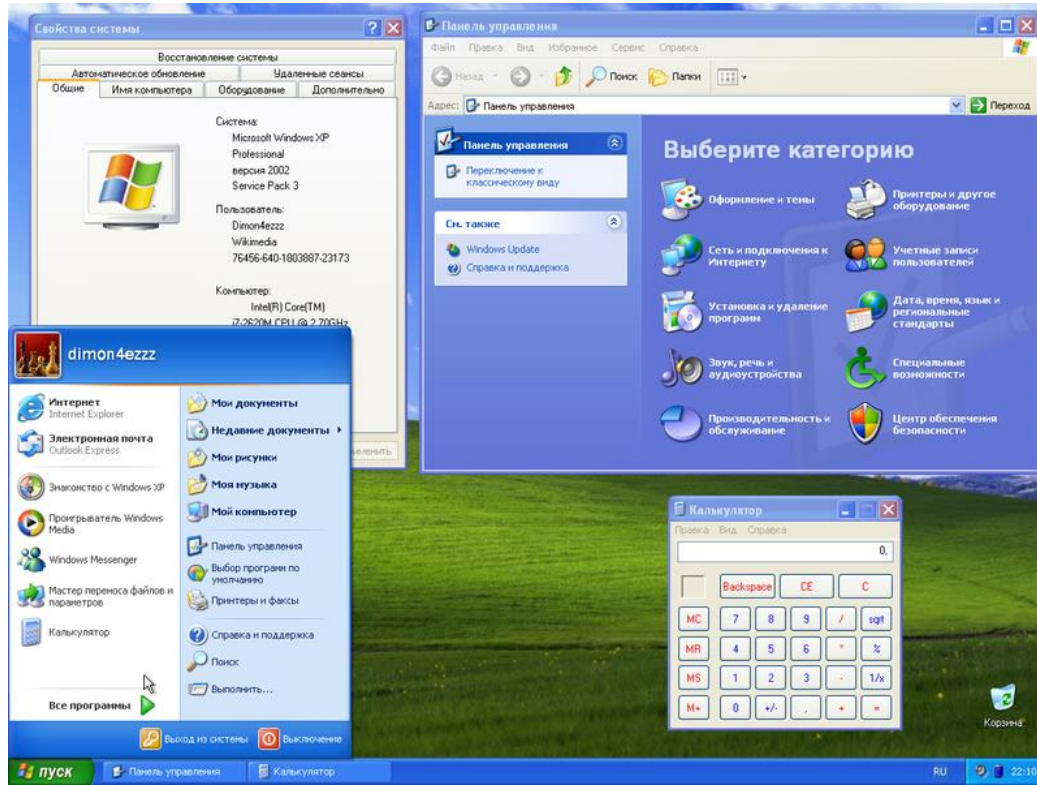 Свойства системы
Восстановление системы
Автоматическое обновление
Удаленные сеансы
Общие
Имя компьютера
Оборудование
Дополнительно
Система:
Microsoft Windows XP
Professional
версия 2002
Service Pack 3
Пользователь:
Dimon4ezzz
Wikimedia
76456-640-1803887-23173
Компьютер:
Intel(R) Core(TM)
i7-2620M CPU @ 2.70GHz
Панель управления
Файл Правка Вид Избранное Сервис Справка
Назад Поиск Папки
Адрес: Панель управления Переход
Панель управления
Переключение к
классическому виду
См. также
Windows Update
Справка и поддержка
Выберите категорию
Оформление и темы
Принтеры и другое
оборудование
Сеть и подключения к
Интернету
Учетные записи
пользователей
Установка и удаление
программ
Дата, время, язык и
региональные
стандарты
Звук, речь и
аудиоустройства
Специальные
возможности
Производительность и
обслуживание
Центр обеспечения
безопасности
dimon4ezzz
Интернет
Internet Explorer
Электронная почта
Outlook Express
Знакомство с Windows XP
Проигрыватель Windows
Media
Windows Messenger
Мастер переноса файлов и
параметров
Калькулятор
Все программы
Мои документы
Недавние документы
Мои рисунки
Моя музыка
Мой компьютер
Панель управления
Выбор программ по
умолчанию
Принтеры и факсы
Справка и поддержка
Поиск
Выполнить...
Выход из системы
Выключение
Калькулятор
Правка Вид Справка
0,
Backspace CE C
MC 7 8 9 / sqrt
MR 4 5 6 * %
MS 1 2 3 - 1/x
M+ 0 +/- , + =
Корзина
пуск
Панель управления
Калькулятор
RU
22:10